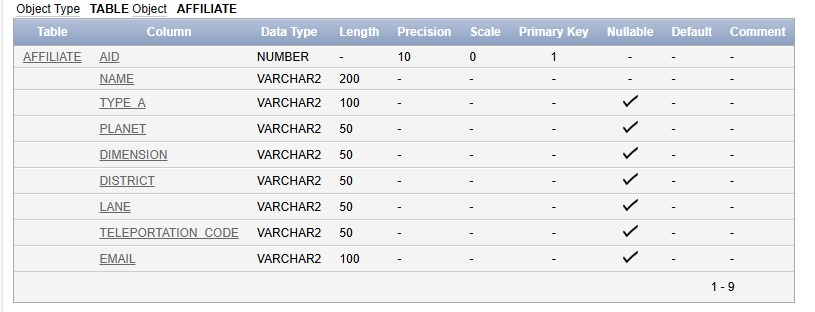 Object Type TABLE Object AFFILIATE
Table Column Data Type Length Precision Scale Primary Key Nullable Default Comment
AFFILIATE AID NUMBER - 10 0 1 - - -
NAME VARCHAR2 200 - - - - - -
TYPE_A VARCHAR2 100 - - - ✓ - -
PLANET VARCHAR2 50 - - - ✓ - -
DIMENSION VARCHAR2 50 - - - ✓ - -
DISTRICT VARCHAR2 50 - - - ✓ - -
LANE VARCHAR2 50 - - - ✓ - -
TELEPORTATION_CODE VARCHAR2 50 - - - ✓ - -
EMAIL VARCHAR2 100 - - - ✓ - -
1 - 9